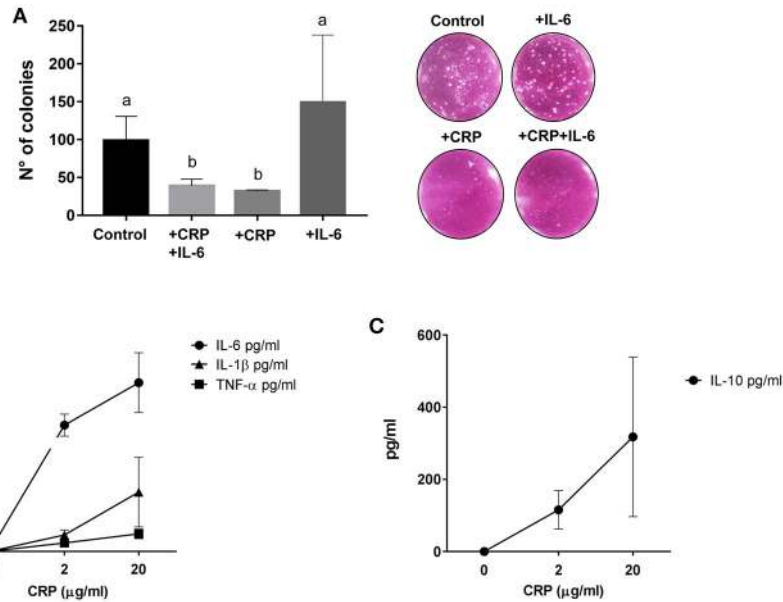 A
N° of colonies
250
200
150
100
50
0
a
b
b
a
Control
+CRP
+IL-6
+CRP
+IL-6
Control
+IL-6
+CRP
+CRP+IL-6
IL-6 pg/ml
IL-1β pg/ml
TNF-α pg/ml
2
20
CRP (µg/ml)
C
pg/ml
600
400
200
0
0
2
20
CRP (µg/ml)
IL-10 pg/ml